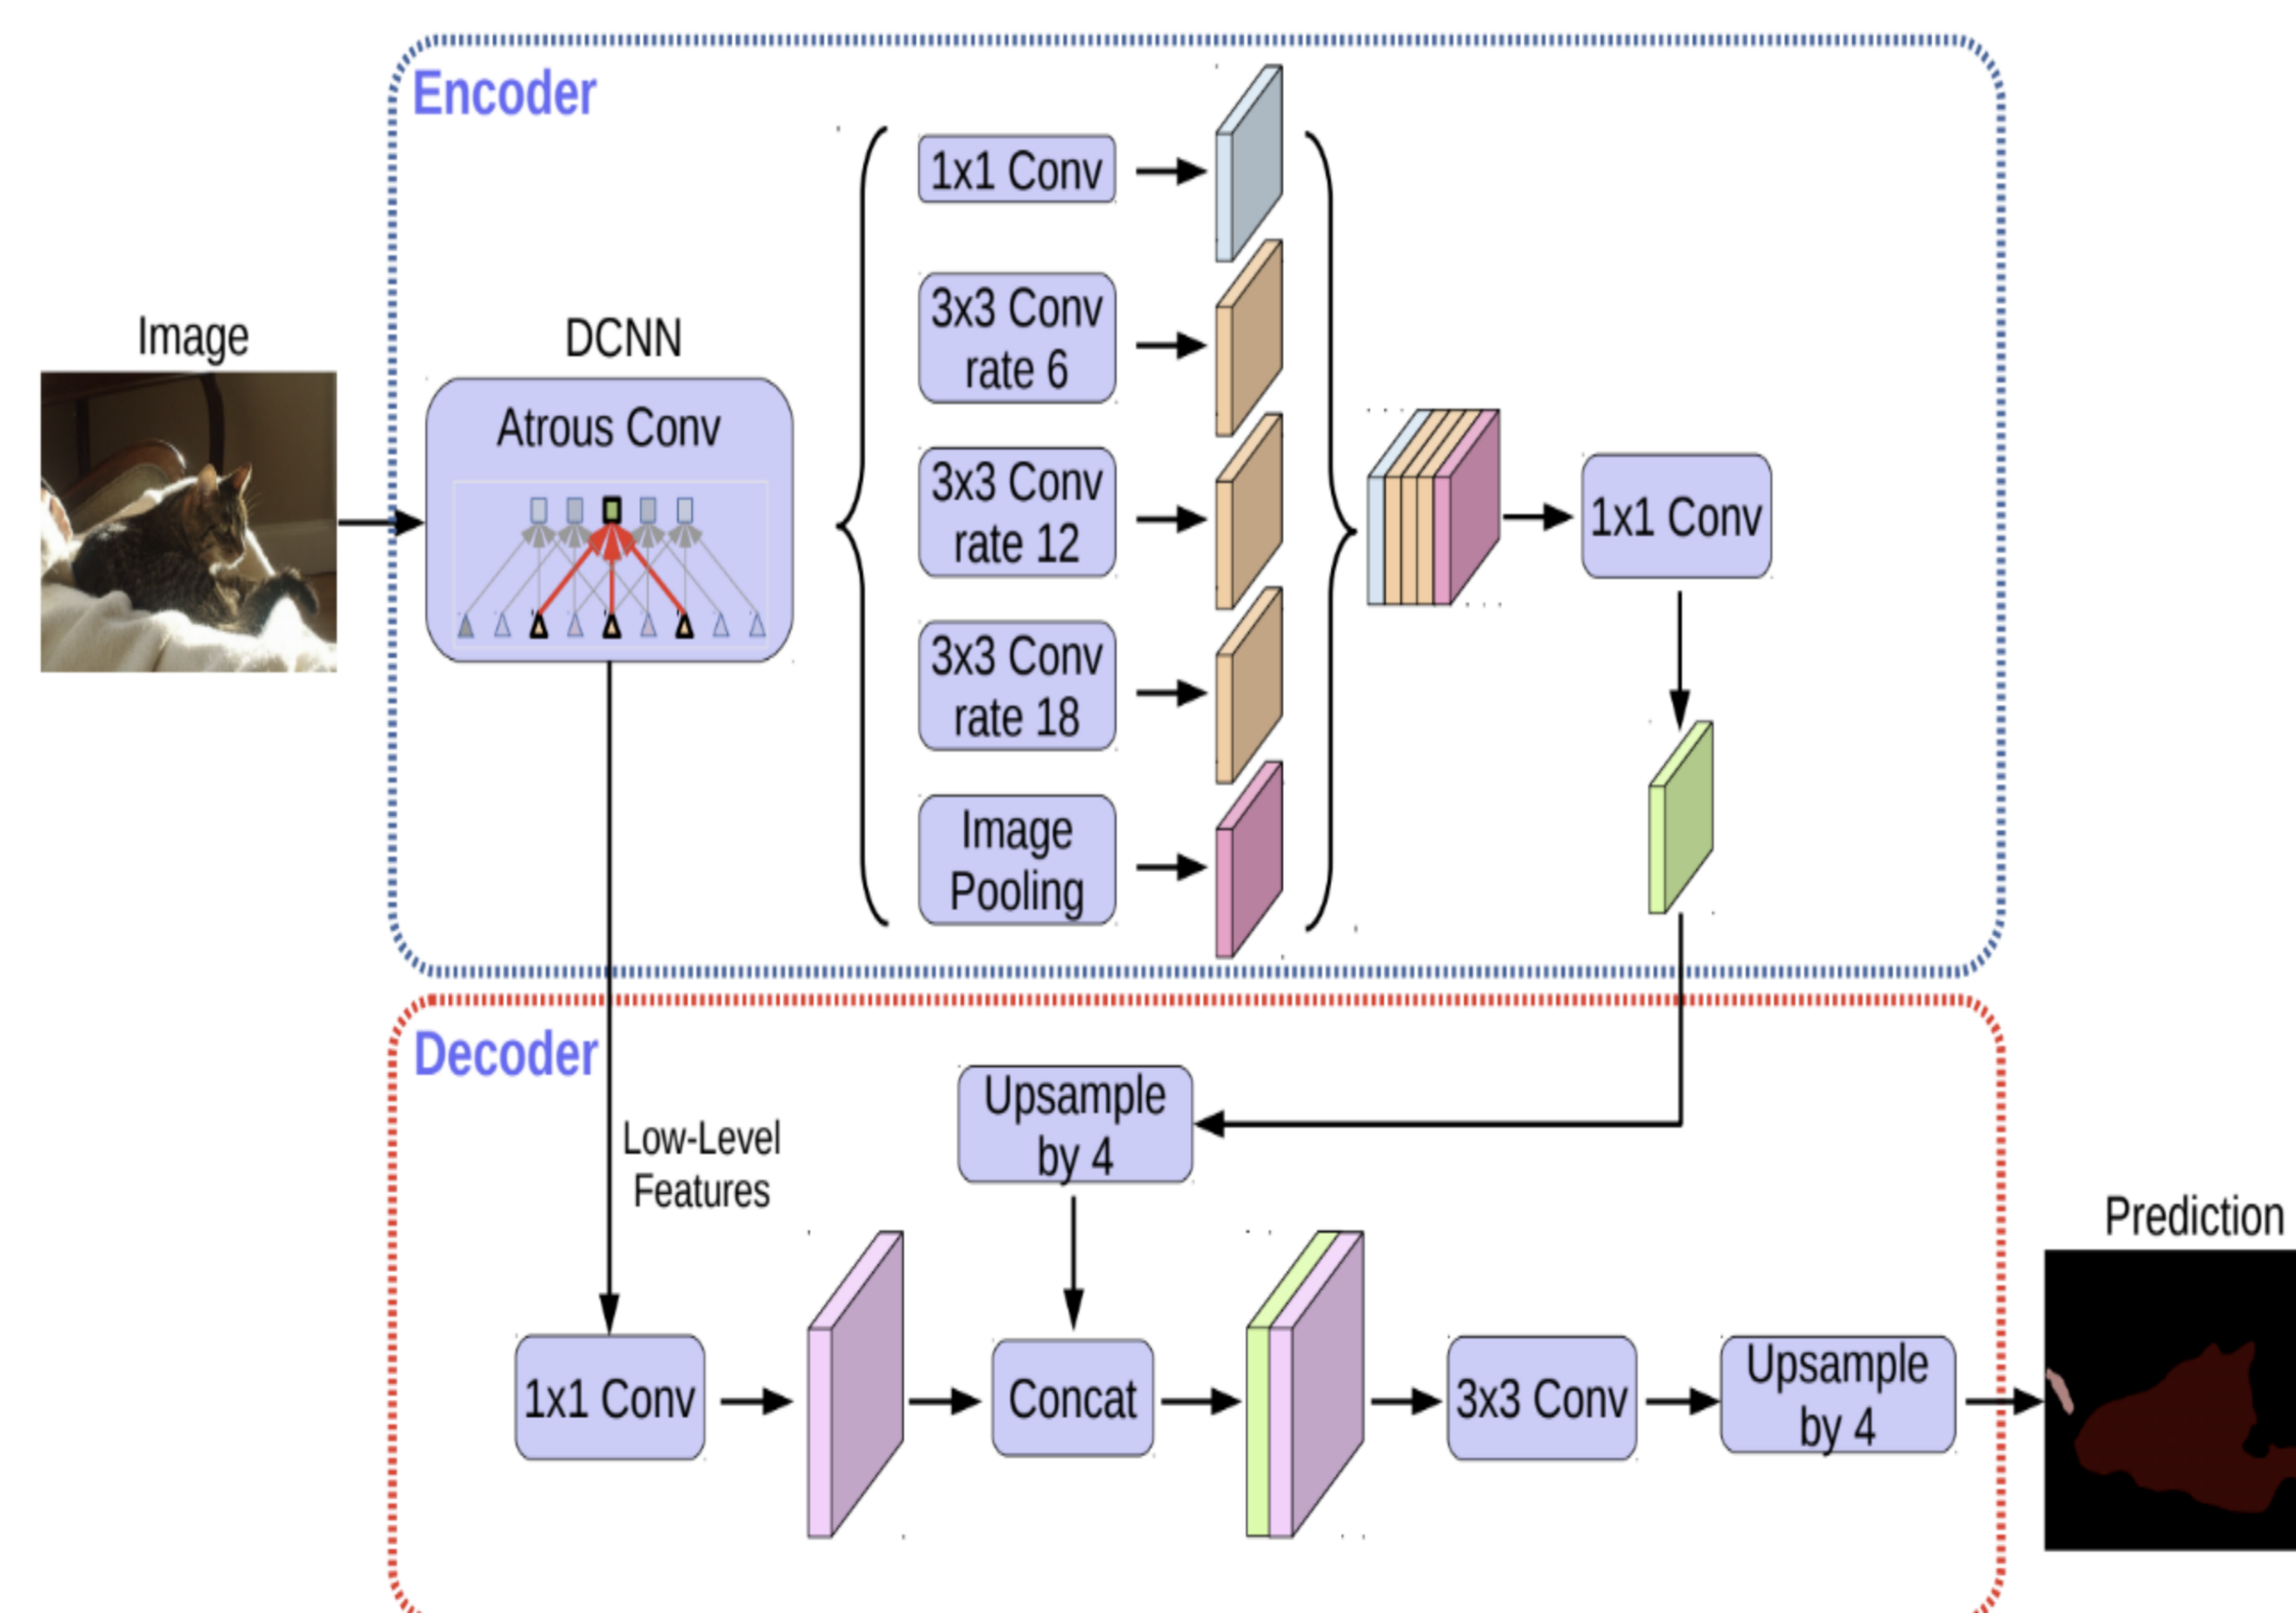 Encoder
Image
DCNN
Atrous Conv
1x1 Conv
3x3 Conv
rate 6
3x3 Conv
rate 12
3x3 Conv
rate 18
Image
Pooling
1x1 Conv
Decoder
Low-Level
Features
Upsample
by 4
1x1 Conv
Concat
3x3 Conv
Upsample
by 4
Prediction